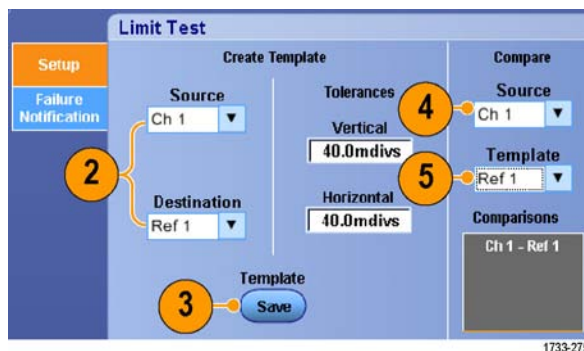 Limit Test
Setup
Failure
Notification
Create Template
Source
Ch 1
2
Destination
Ref 1
Tolerances
Vertical
40.0mdivs
Horizontal
40.0mdivs
Template
3
Save
Compare
Source
4
Ch 1
Template
5
Ref 1
Comparisons
Ch 1 - Ref 1